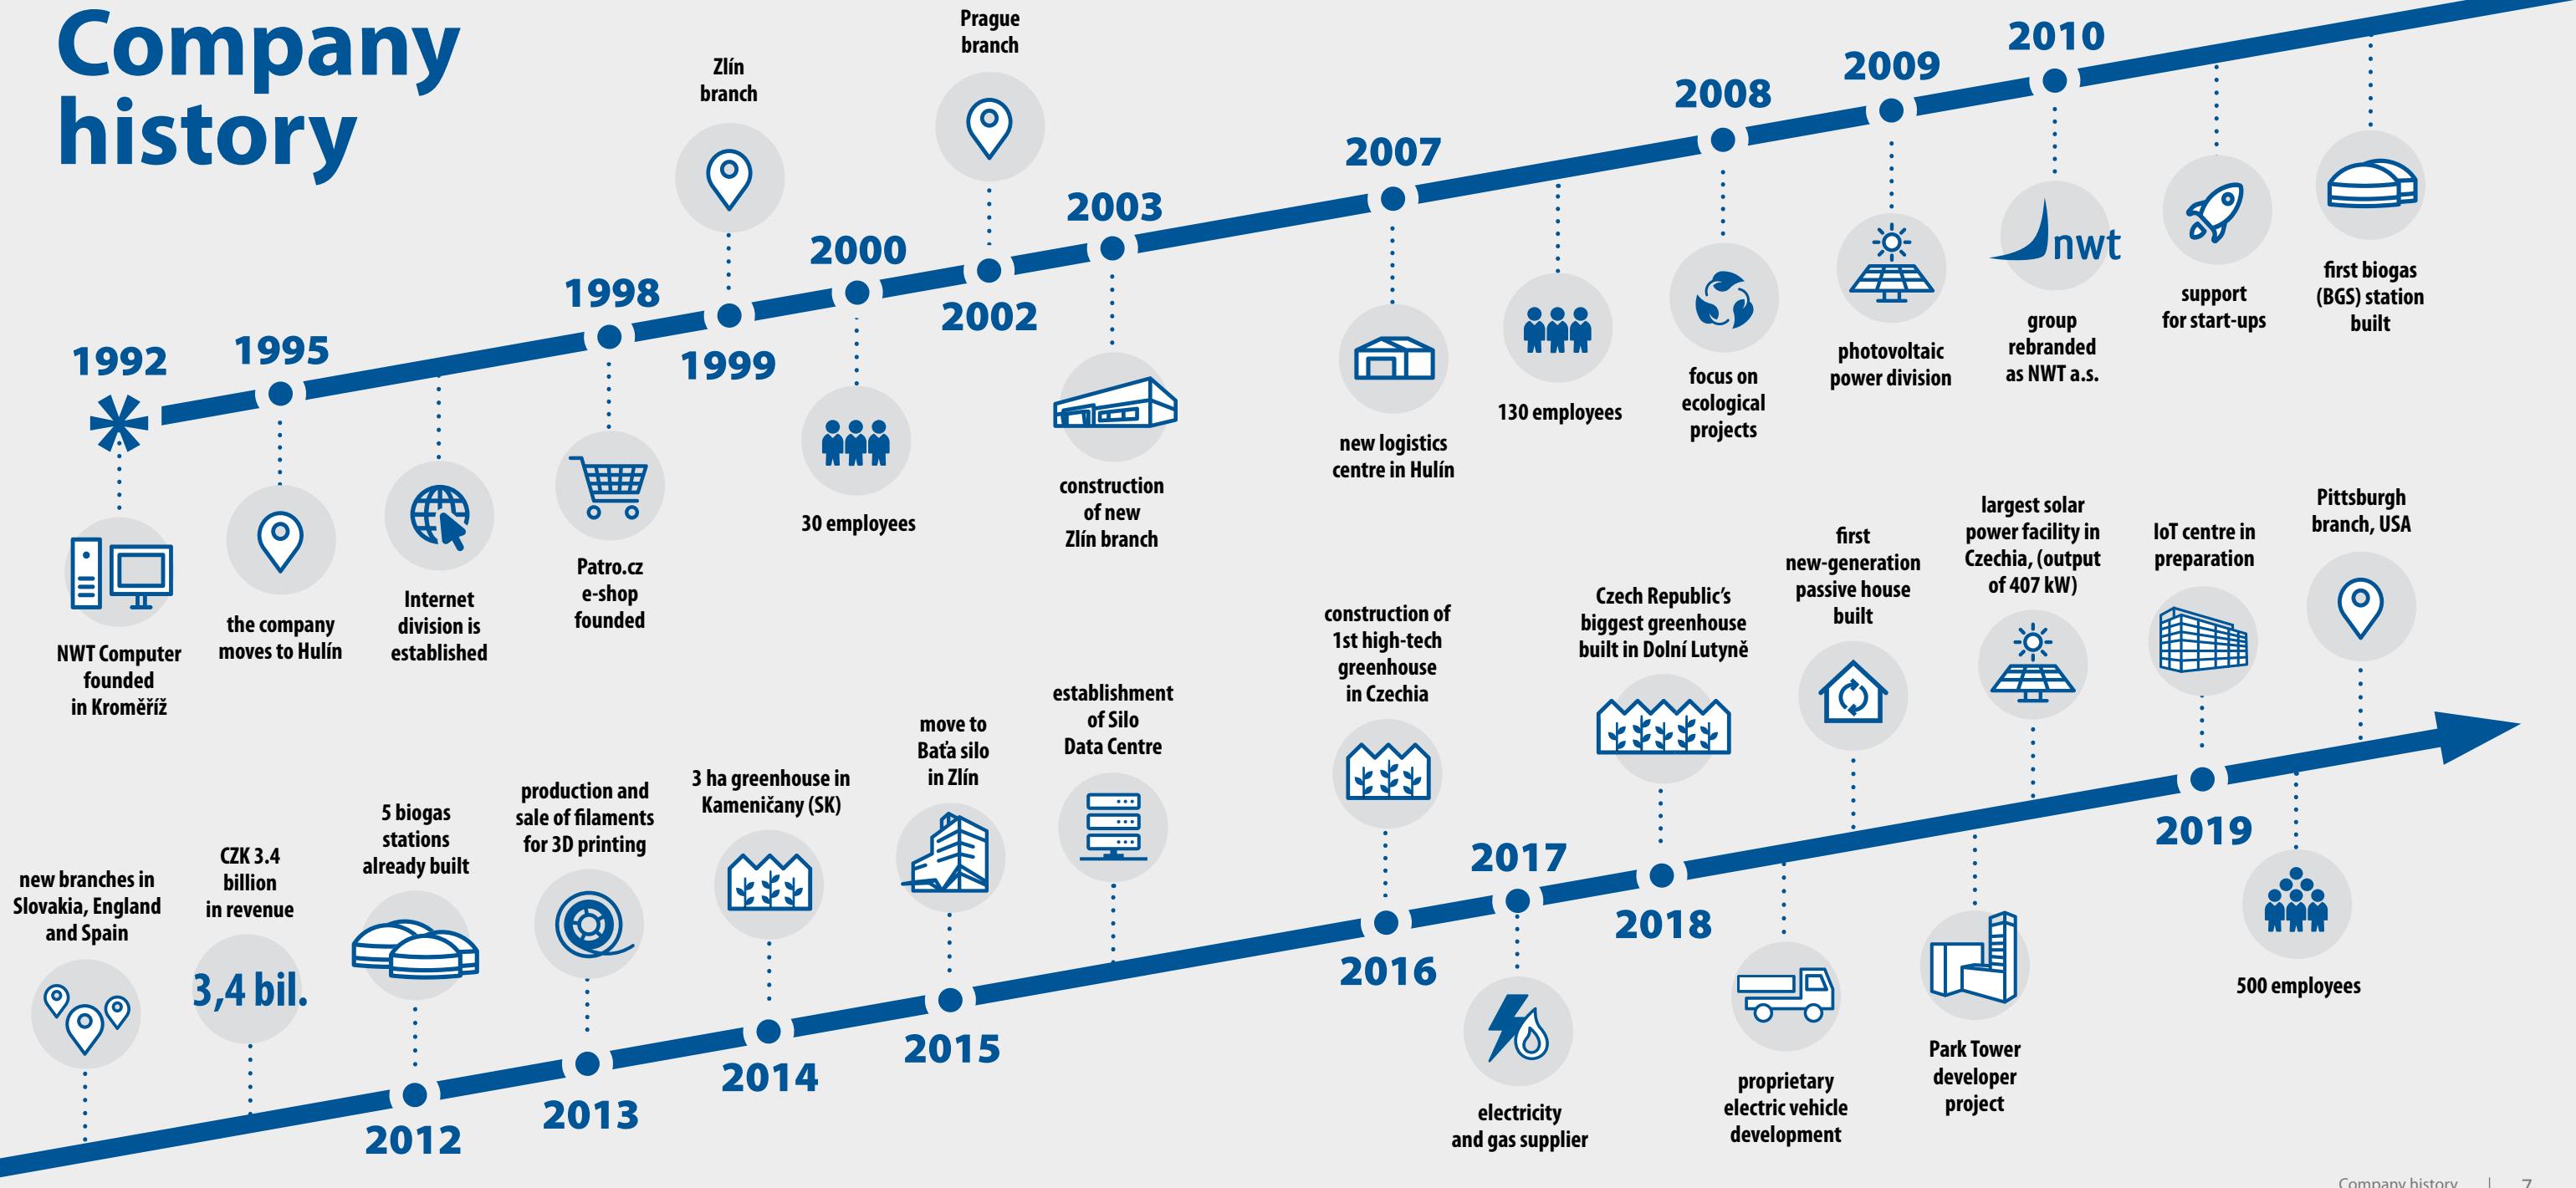 Company
history
1992
NWT Computer
founded
in Kroměříž
1995
the company
moves to Hulín
Internet
division is
established
1998
Patro.cz
e-shop
founded
Zlín
branch
1999
2000
30 employees
Prague
branch
2002
2003
construction
of new
Zlín branch
2007
new logistics
centre in Hulín
130 employees
2008
focus on
ecological
projects
2009
photovoltaic
power division
2010
nwt
group
rebranded
as NWT a.s.
support
for start-ups
first biogas
(BGS) station
built
new branches in
Slovakia, England
and Spain
CZK 3.4
billion
in revenue
3,4 bil.
5 biogas
stations
already built
2012
production and
sale of filaments
for 3D printing
2013
3 ha greenhouse in
Kameničany (SK)
2014
move to
Baťa silo
in Zlín
2015
establishment
of Silo
Data Centre
construction of
1st high-tech
greenhouse
in Czechia
2016
2017
electricity
and gas supplier
Czech Republic’s
biggest greenhouse
built in Dolní Lutyně
2018
proprietary
electric vehicle
development
first
new-generation
passive house
built
Park Tower
developer
project
largest solar
power facility in
Czechia, (output
of 407 kW)
IoT centre in
preparation
2019
500 employees
Pittsburgh
branch, USA
Company history | 7